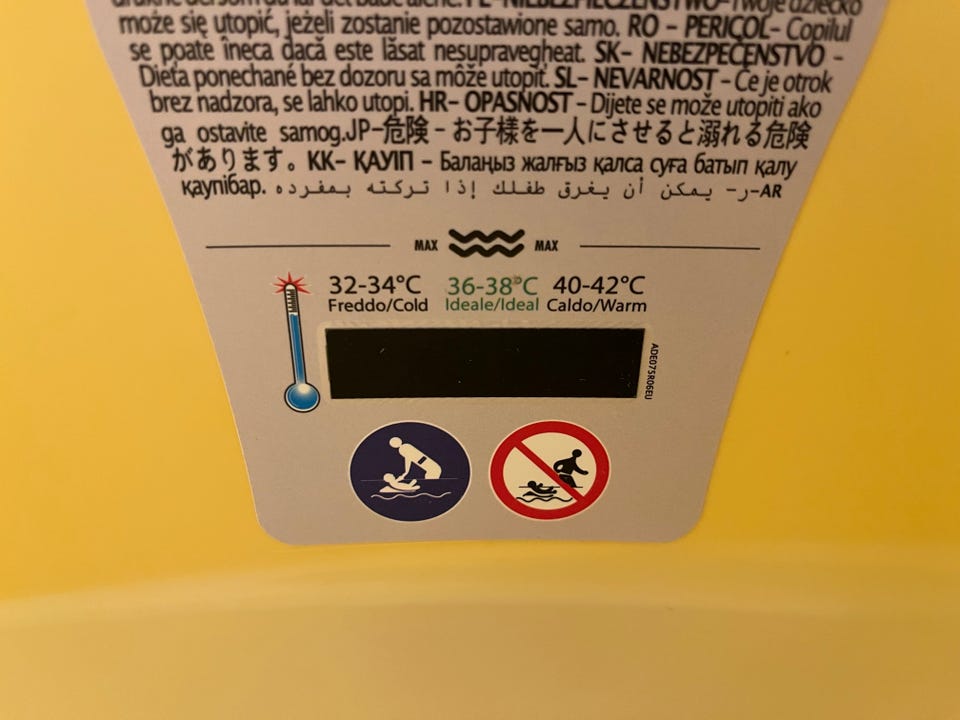 może się utopić, jeżeli zostanie pozostawione samo. RO - PERICOL- Copilul
se poate îneca dacă este lăsat nesupravegheat. SK- NEBEZPEČENSTVO -
Dieťa ponechané bez dozoru sa môže utopiť. SL- NEVARNOST - Če je otrok
brez nadzora, se lahko utopi. HR- OPASNOST - Dijete se može utopiti ako
ga ostavite samog.JP-危険 - お子様を一人にさせると溺れる危険
があります。KK- ҚАУІП - Балаңыз жалғыз қалса суға батып қалу
қаупібар. AR-ر- يمكن أن يغرق طفلك إذا تركته بمفرده
MAX MAX
32-34°C 36-38°C 40-42°C
Freddo/Cold Ideale/Ideal Caldo/Warm
ADE075R06EU